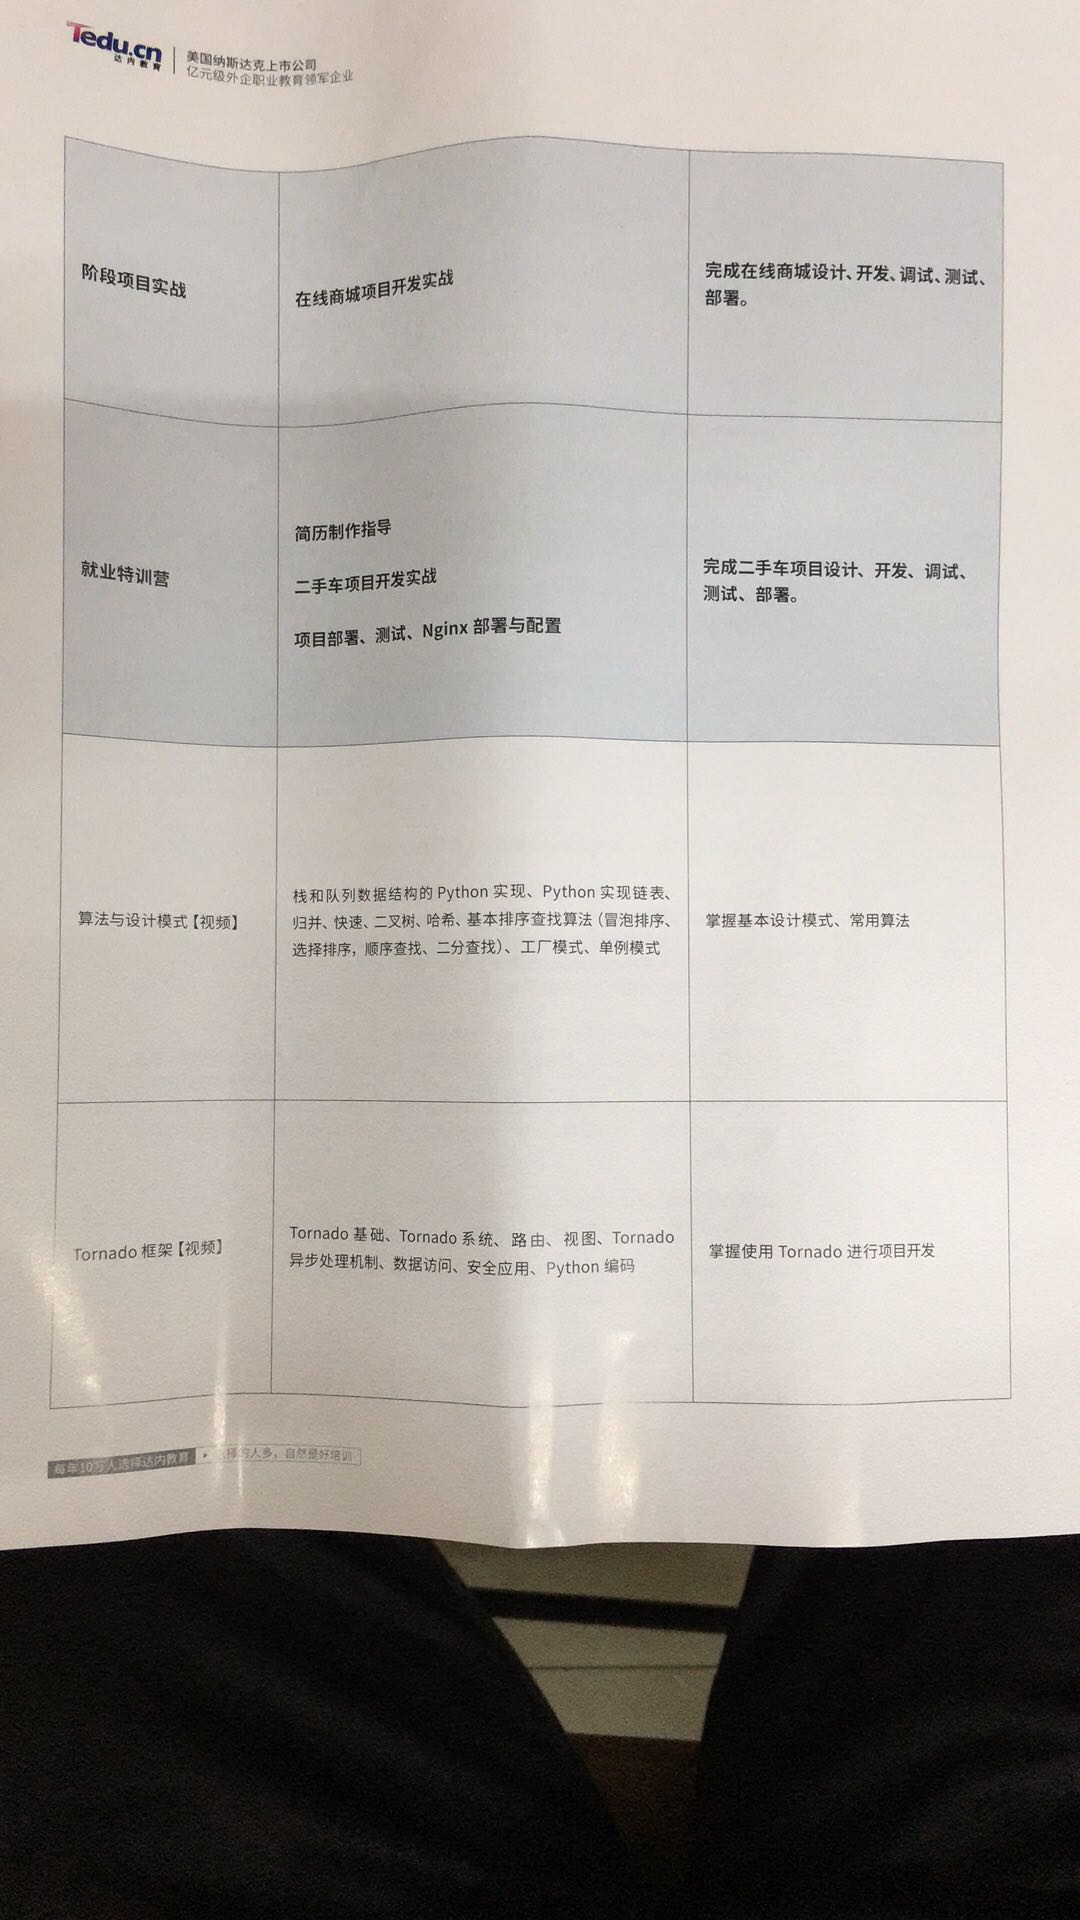 Tedu.cn
达内教育
美国纳斯达克上市公司
亿元级外企职业教育领军企业
阶段项目实战
在线商城项目开发实战
完成在线商城设计、开发、调试、测试、
部署。
就业特训营
简历制作指导
二手车项目开发实战
项目部署、测试、Nginx 部署与配置
完成二手车项目设计、开发、调试、
测试、部署。
算法与设计模式【视频】
栈和队列数据结构的 Python 实现、Python 实现链表、
归并、快速、二叉树、哈希、基本排序查找算法（冒泡排序、
选择排序，顺序查找、二分查找）、工厂模式、单例模式
掌握基本设计模式、常用算法
Tornado 框架【视频】
Tornado 基础、Tornado 系统、路由、视图、Tornado
异步处理机制、数据访问、安全应用、Python 编码
掌握使用 Tornado 进行项目开发
每年10万人选择达内教育
择的人多，自然是好培训